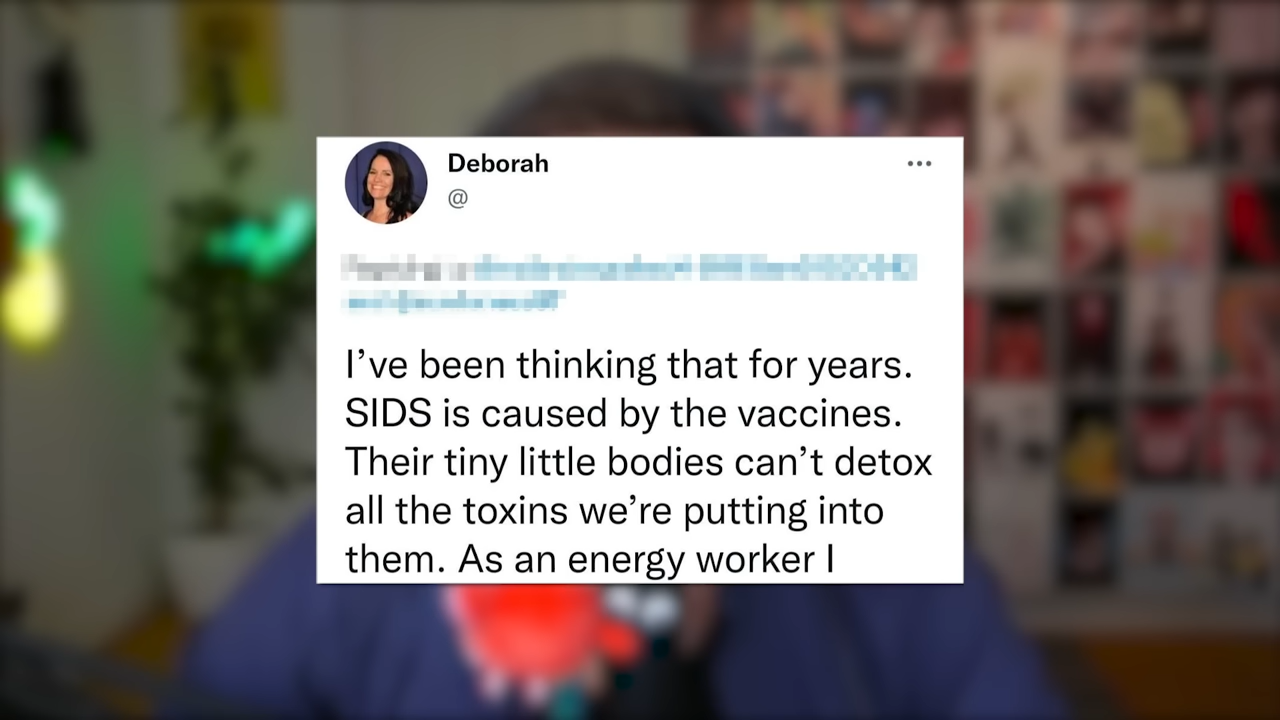 Deborah
@
I’ve been thinking that for years.
SIDS is caused by the vaccines.
Their tiny little bodies can’t detox
all the toxins we’re putting into
them. As an energy worker I